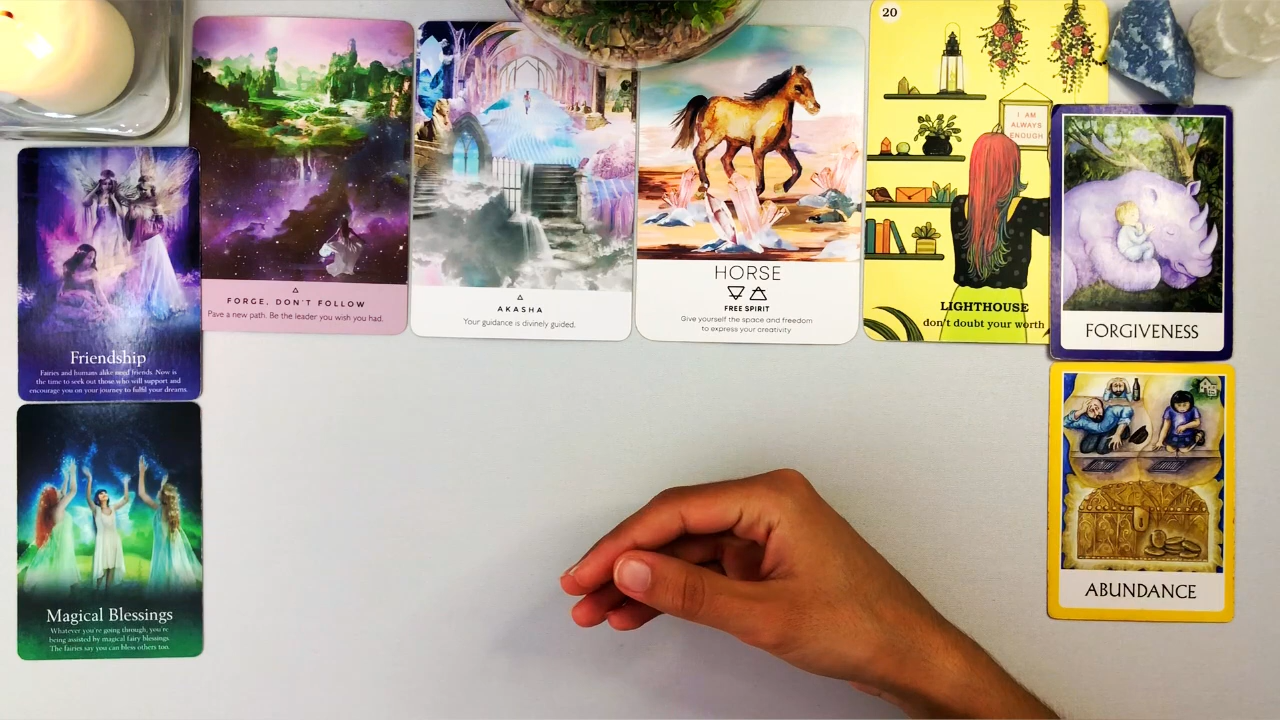 Friendship
Fairies and humans alike need friends. Now is
the time to seek out those who will support and
encourage you on your journey to fulfil your dreams.
Magical Blessings
Whatever you're going through, you're
being assisted by magical fairy blessings.
The fairies say you can bless others too.
FORGE, DON'T FOLLOW
Pave a new path. Be the leader you wish you had.
AKASHA
Your guidance is divinely guided.
HORSE
FREE SPIRIT
Give yourself the space and freedom
to express your creativity
20
I AM
ALWAYS
ENOUGH
LIGHTHOUSE
don't doubt your worth
FORGIVENESS
ABUNDANCE